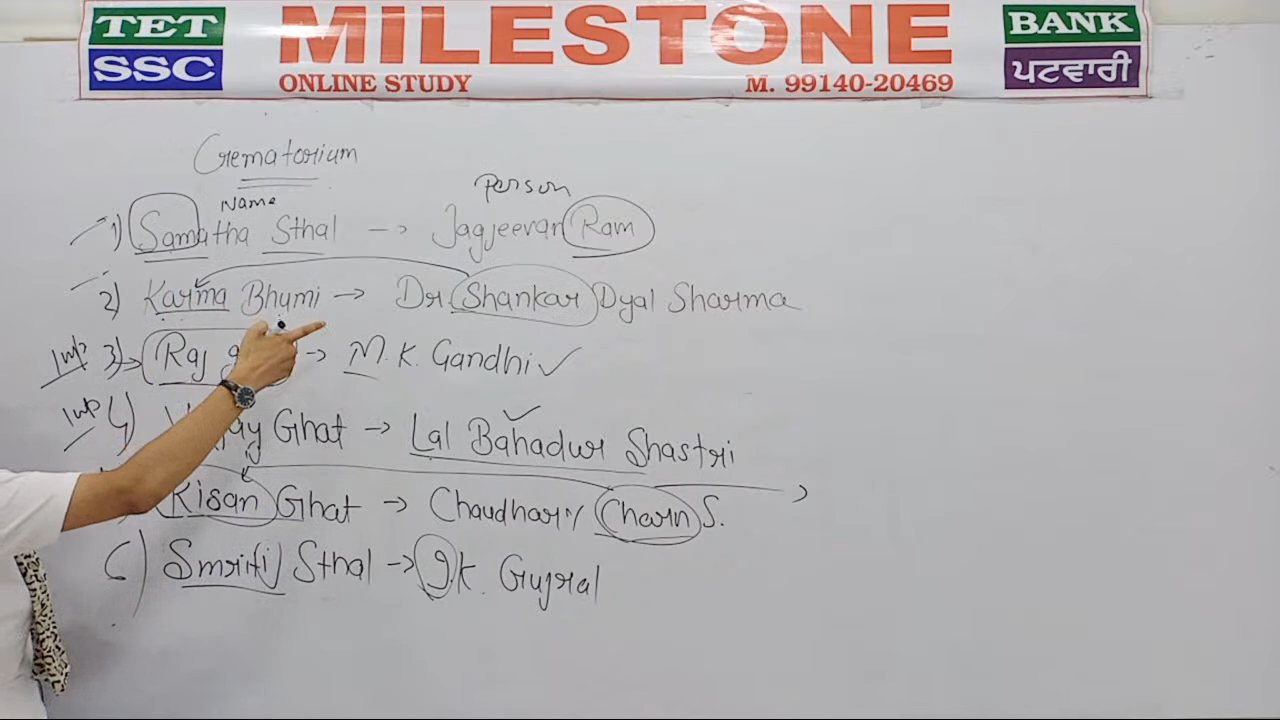 TET
SSC
MILESTONE
ONLINE STUDY M. 99140-20469
BANK
ਪਟਵਾਰੀ
Crematorium
Name Person
1) Samatha Sthal -> Jagjeevan Ram
2) Karma Bhumi -> Dr. Shankar Dyal Sharma
Imp 3) Raj -> M.K. Gandhi ✓
Imp 4) Ghat -> Lal Bahadur Shastri
Kisan Ghat -> Chaudhary Charn S.
6) Smriti Sthal -> I.K. Gujral